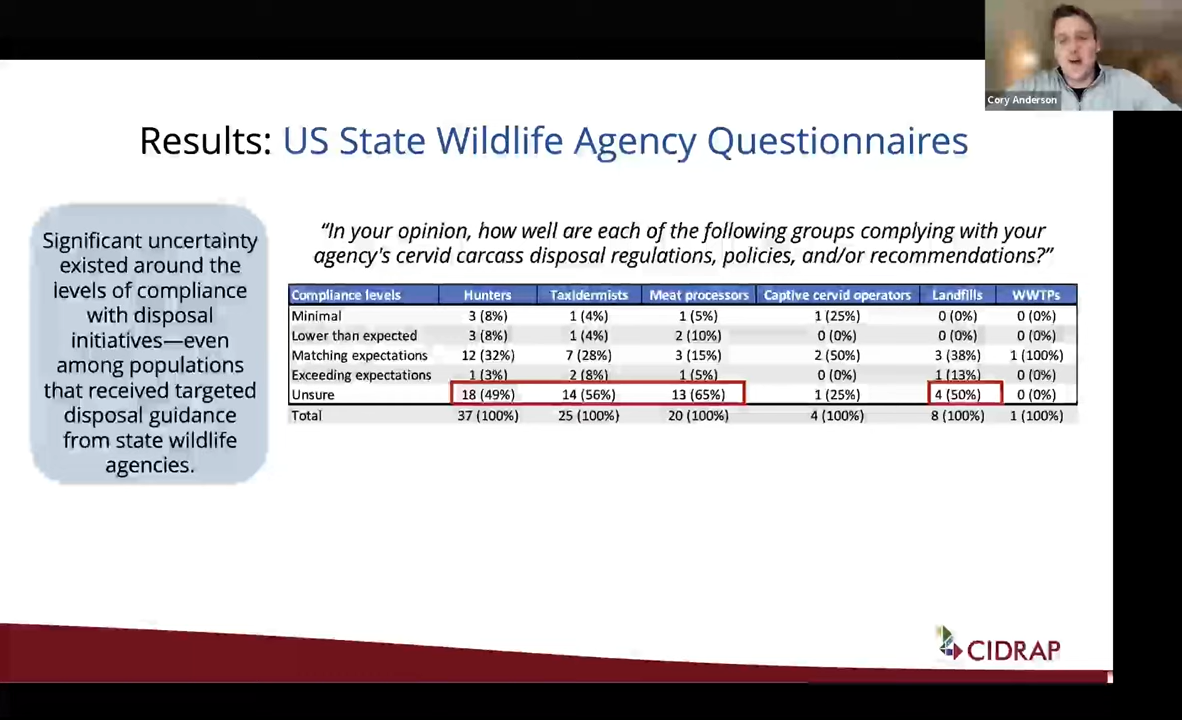 Cory Anderson
Results: US State Wildlife Agency Questionnaires
Significant uncertainty
existed around the
levels of compliance
with disposal
initiatives—even
among populations
that received targeted
disposal guidance
from state wildlife
agencies.
“In your opinion, how well are each of the following groups complying with your
agency's cervid carcass disposal regulations, policies, and/or recommendations?”
Compliance levels Hunters Taxidermists Meat processors Captive cervid operators Landfills WWTPs
Minimal 3 (8%) 1 (4%) 1 (5%) 1 (25%) 0 (0%) 0 (0%)
Lower than expected 3 (8%) 1 (4%) 2 (10%) 0 (0%) 0 (0%) 0 (0%)
Matching expectations 12 (32%) 7 (28%) 3 (15%) 2 (50%) 3 (38%) 1 (100%)
Exceeding expectations 1 (3%) 2 (8%) 1 (5%) 0 (0%) 1 (13%) 0 (0%)
Unsure 18 (49%) 14 (56%) 13 (65%) 1 (25%) 4 (50%) 0 (0%)
Total 37 (100%) 25 (100%) 20 (100%) 4 (100%) 8 (100%) 1 (100%)
CIDRAP